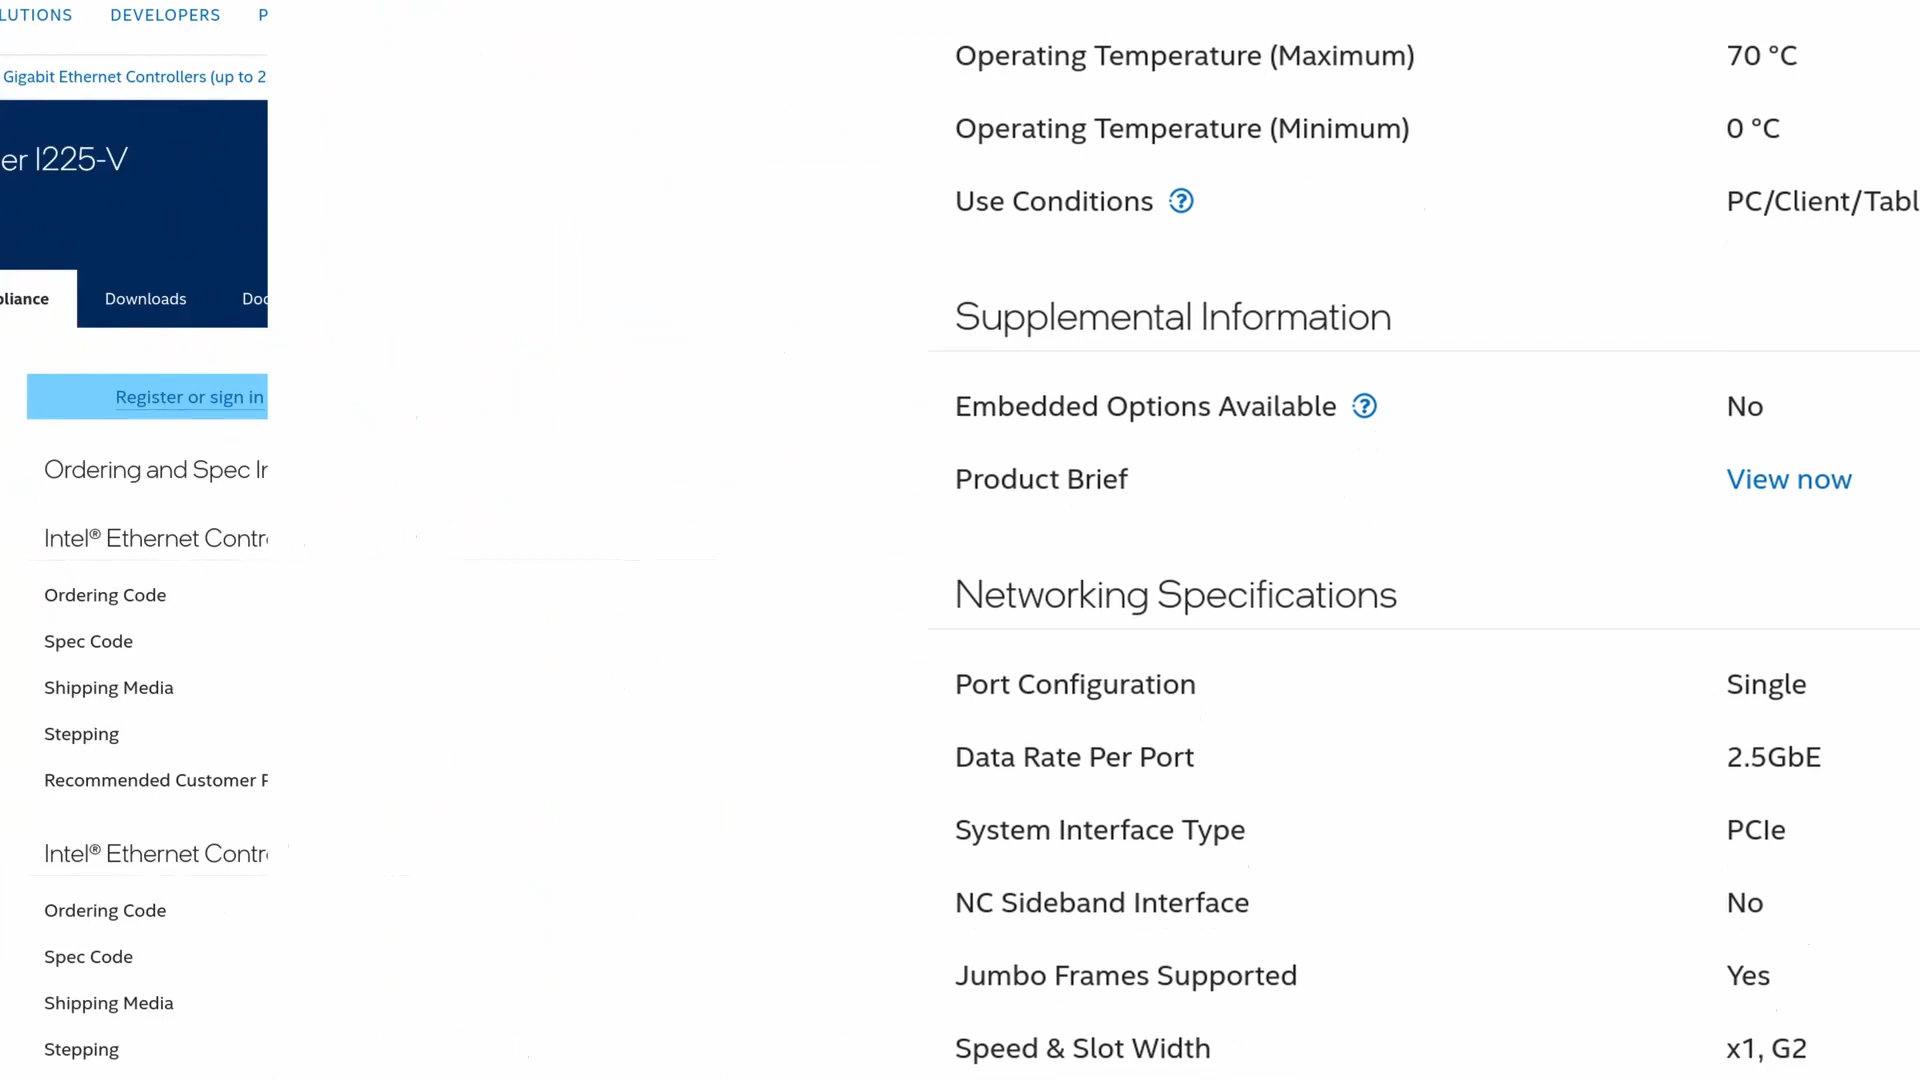 LUTIONS DEVELOPERS P
Gigabit Ethernet Controllers (up to 2
er I225-V
pliance Downloads Doc
Register or sign in
Ordering and Spec In
Intel® Ethernet Contro
Ordering Code
Spec Code
Shipping Media
Stepping
Recommended Customer P
Intel® Ethernet Contro
Ordering Code
Spec Code
Shipping Media
Stepping
Operating Temperature (Maximum) 70 °C
Operating Temperature (Minimum) 0 °C
Use Conditions PC/Client/Tabl
Supplemental Information
Embedded Options Available No
Product Brief View now
Networking Specifications
Port Configuration Single
Data Rate Per Port 2.5GbE
System Interface Type PCIe
NC Sideband Interface No
Jumbo Frames Supported Yes
Speed & Slot Width x1, G2